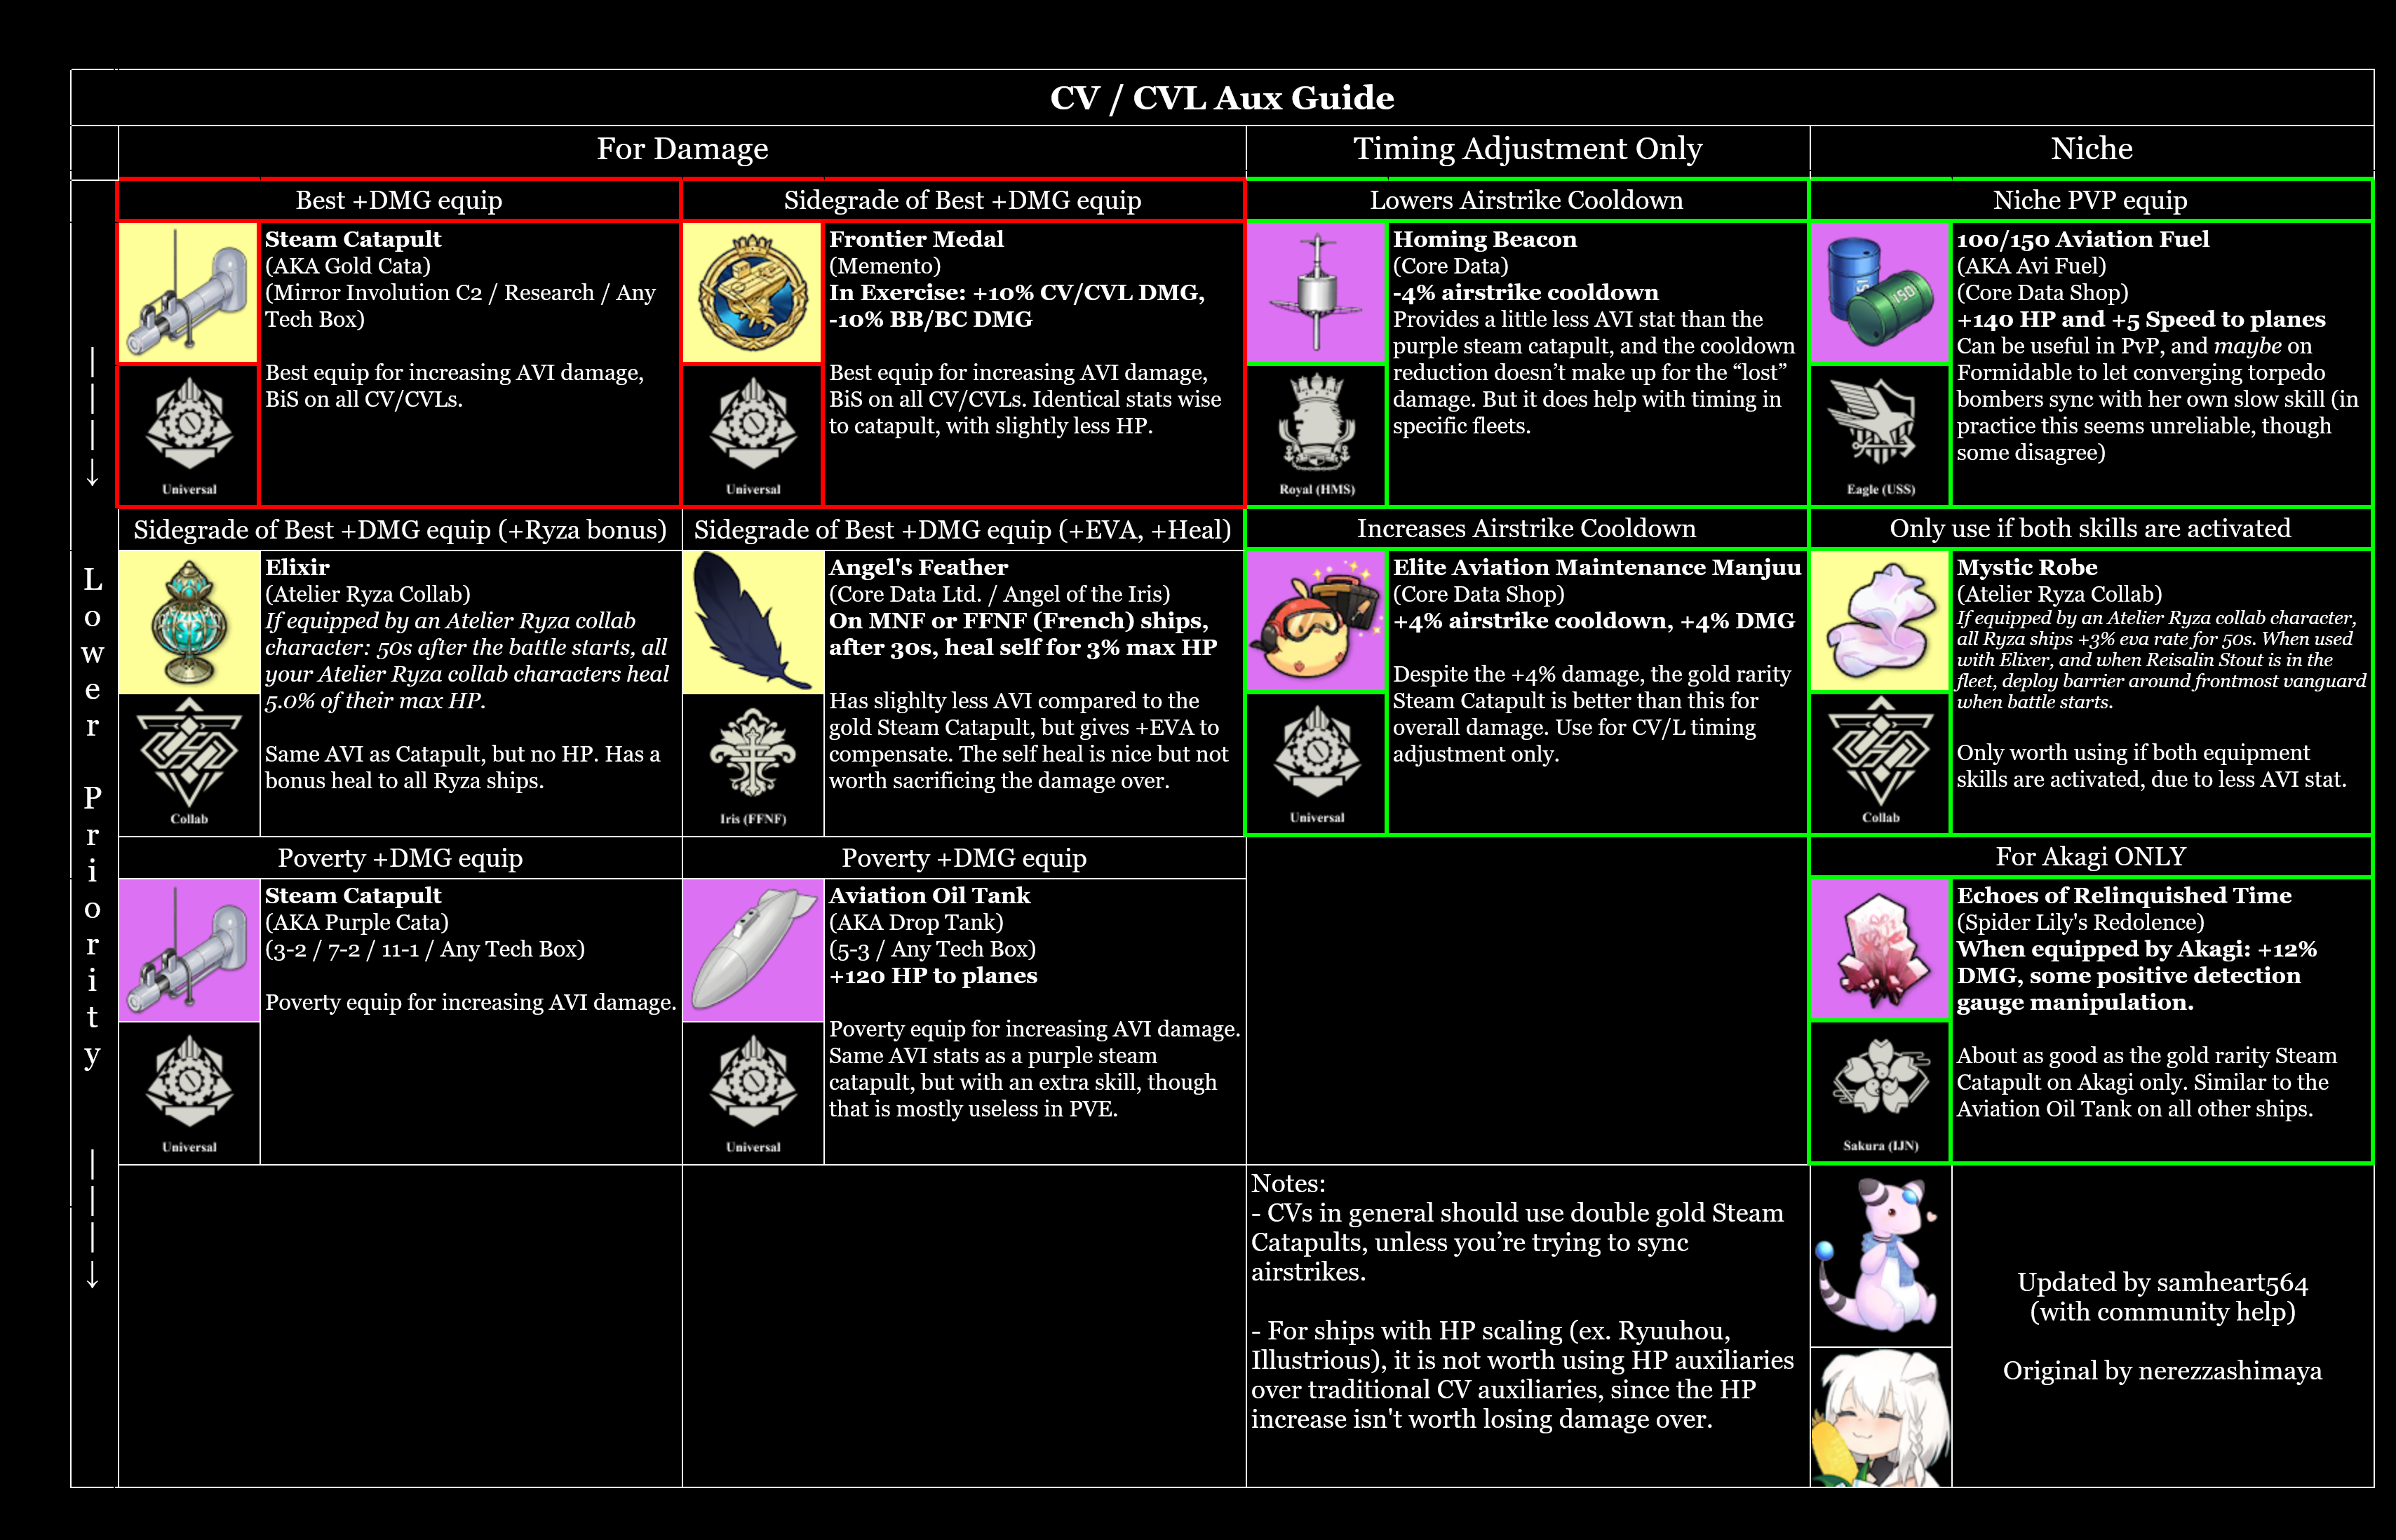 CV / CVL Aux Guide
For Damage
Timing Adjustment Only
Niche
|
|
|
↓
L
o
w
e
r
P
r
i
o
r
i
t
y
|
|
|
↓
Best +DMG equip
Steam Catapult
(AKA Gold Cata)
(Mirror Involution C2 / Research / Any
Tech Box)
Best equip for increasing AVI damage,
BiS on all CV/CVLs.
Universal
Sidegrade of Best +DMG equip
Frontier Medal
(Memento)
In Exercise: +10% CV/CVL DMG,
-10% BB/BC DMG
Best equip for increasing AVI damage,
BiS on all CV/CVLs. Identical stats wise
to catapult, with slightly less HP.
Universal
Lowers Airstrike Cooldown
Homing Beacon
(Core Data)
-4% airstrike cooldown
Provides a little less AVI stat than the
purple steam catapult, and the cooldown
reduction doesn’t make up for the “lost”
damage. But it does help with timing in
specific fleets.
Royal (HMS)
Niche PVP equip
100/150 Aviation Fuel
(AKA Avi Fuel)
(Core Data Shop)
+140 HP and +5 Speed to planes
Can be useful in PvP, and maybe on
Formidable to let converging torpedo
bombers sync with her own slow skill (in
practice this seems unreliable, though
some disagree)
150
Eagle (USS)
Sidegrade of Best +DMG equip (+Ryza bonus)
Elixir
(Atelier Ryza Collab)
If equipped by an Atelier Ryza collab
character: 50s after the battle starts, all
your Atelier Ryza collab characters heal
5.0% of their max HP.
Same AVI as Catapult, but no HP. Has a
bonus heal to all Ryza ships.
Collab
Sidegrade of Best +DMG equip (+EVA, +Heal)
Angel's Feather
(Core Data Ltd. / Angel of the Iris)
On MNF or FFNF (French) ships,
after 30s, heal self for 3% max HP
Has slighlty less AVI compared to the
gold Steam Catapult, but gives +EVA to
compensate. The self heal is nice but not
worth sacrificing the damage over.
Iris (FFNF)
Increases Airstrike Cooldown
Elite Aviation Maintenance Manjuu
(Core Data Shop)
+4% airstrike cooldown, +4% DMG
Despite the +4% damage, the gold rarity
Steam Catapult is better than this for
overall damage. Use for CV/L timing
adjustment only.
Universal
Only use if both skills are activated
Mystic Robe
(Atelier Ryza Collab)
If equipped by an Atelier Ryza collab character,
all Ryza ships +3% eva rate for 50s. When used
with Elixer, and when Reisalin Stout is in the
fleet, deploy barrier around frontmost vanguard
when battle starts.
Only worth using if both equipment
skills are activated, due to less AVI stat.
Collab
Poverty +DMG equip
Steam Catapult
(AKA Purple Cata)
(3-2 / 7-2 / 11-1 / Any Tech Box)
Poverty equip for increasing AVI damage.
Universal
Poverty +DMG equip
Aviation Oil Tank
(AKA Drop Tank)
(5-3 / Any Tech Box)
+120 HP to planes
Poverty equip for increasing AVI damage.
Same AVI stats as a purple steam
catapult, but with an extra skill, though
that is mostly useless in PVE.
Universal
For Akagi ONLY
Echoes of Relinquished Time
(Spider Lily's Redolence)
When equipped by Akagi: +12%
DMG, some positive detection
gauge manipulation.
About as good as the gold rarity Steam
Catapult on Akagi only. Similar to the
Aviation Oil Tank on all other ships.
Sakura (IJN)
Notes:
- CVs in general should use double gold Steam
Catapults, unless you’re trying to sync
airstrikes.
- For ships with HP scaling (ex. Ryuuhou,
Illustrious), it is not worth using HP auxiliaries
over traditional CV auxiliaries, since the HP
increase isn't worth losing damage over.
Updated by samheart564
(with community help)
Original by nerezzashimaya